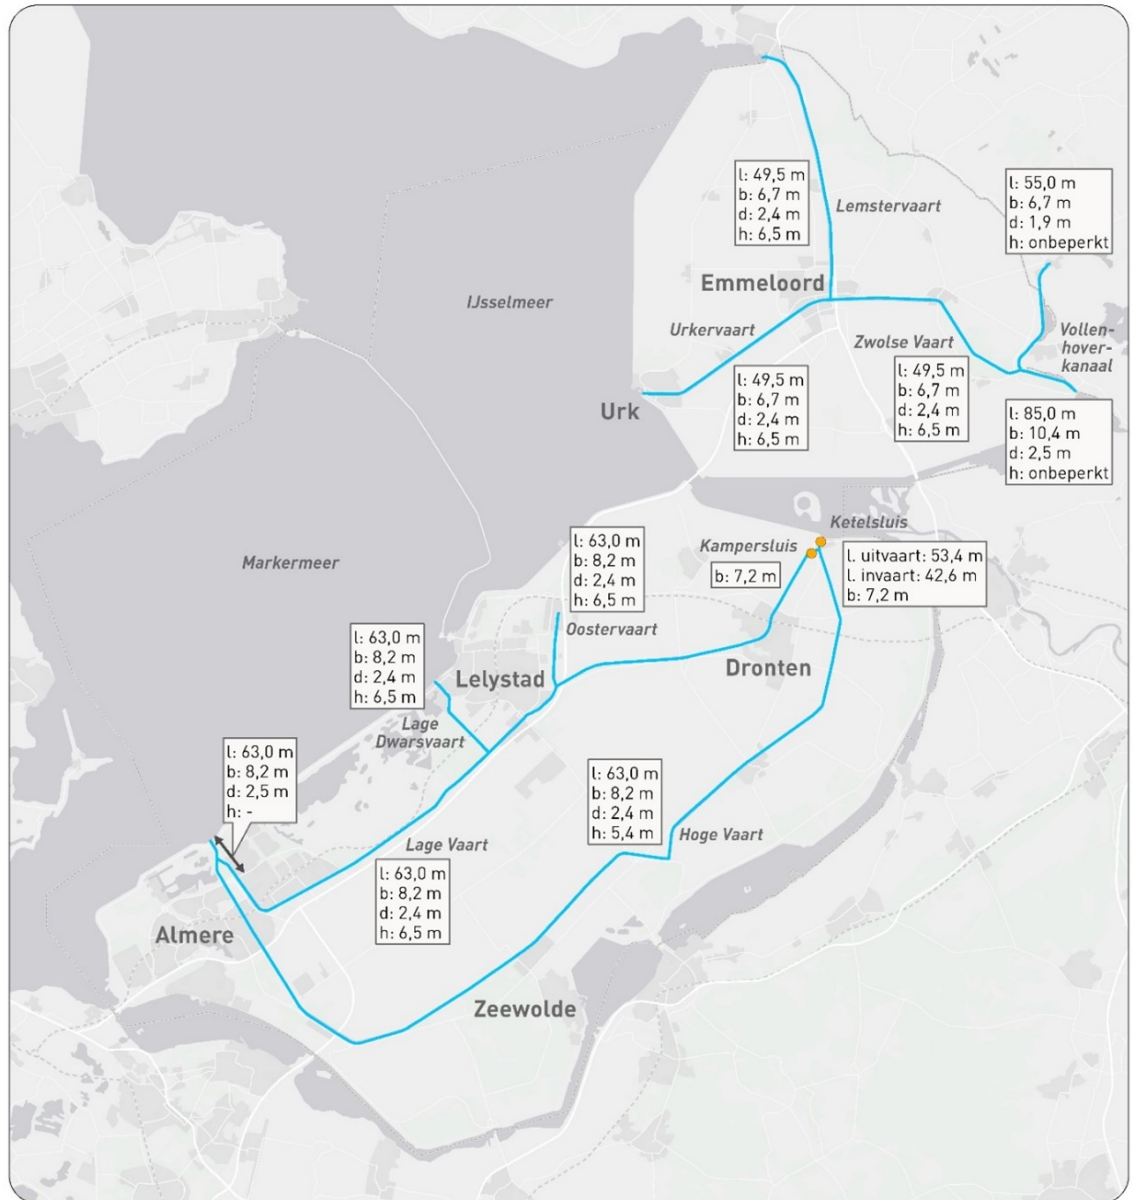 l: 49,5 m
b: 6,7 m
d: 2,4 m
h: 6,5 m
Lemstervaart
l: 55,0 m
b: 6,7 m
d: 1,9 m
h: onbeperkt
Emmeloord
IJsselmeer
Urkervaart
Zwolse Vaart
Vollen-
hover-
kanaal
l: 49,5 m
b: 6,7 m
d: 2,4 m
h: 6,5 m
l: 49,5 m
b: 6,7 m
d: 2,4 m
h: 6,5 m
Urk
l: 85,0 m
b: 10,4 m
d: 2,5 m
h: onbeperkt
Ketelsluis
Kampersluis
b: 7,2 m
l. uitvaart: 53,4 m
l. invaart: 42,6 m
b: 7,2 m
Markermeer
l: 63,0 m
b: 8,2 m
d: 2,4 m
h: 6,5 m
Oostervaart
l: 63,0 m
b: 8,2 m
d: 2,4 m
h: 6,5 m
Lelystad
Dronten
Lage
Dwarsvaart
l: 63,0 m
b: 8,2 m
d: 2,5 m
h: -
l: 63,0 m
b: 8,2 m
d: 2,4 m
h: 5,4 m
Hoge Vaart
Lage Vaart
l: 63,0 m
b: 8,2 m
d: 2,4 m
h: 6,5 m
Almere
Zeewolde